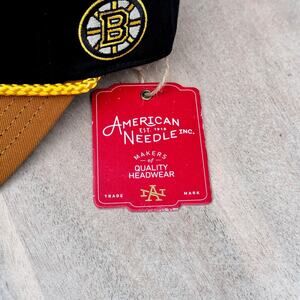 B
AMERICAN
EST. 1918
NEEDLE INC.
MAKERS
of
QUALITY
HEADWEAR
TRADE MARK